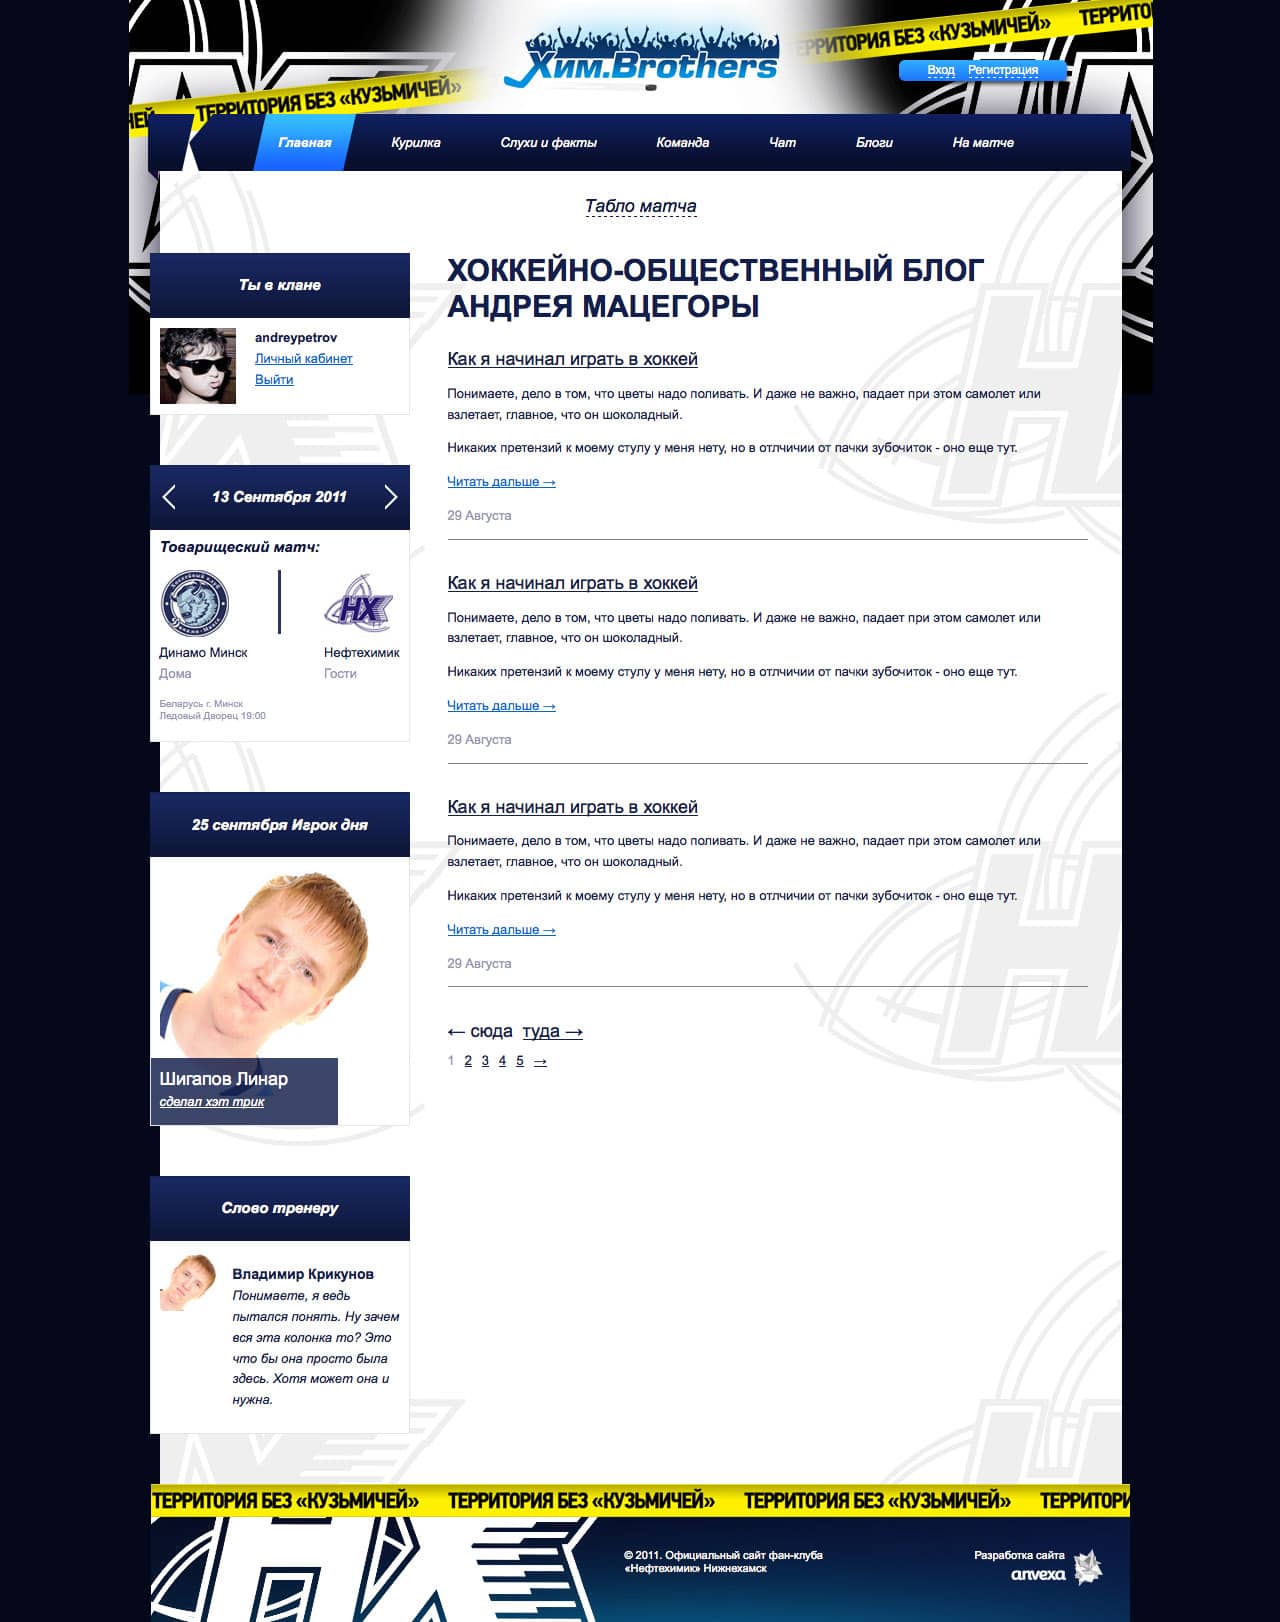 ТЕРРИТОРИЯ БЕЗ «КУЗЬМИЧЕЙ»
ТЕРРИТО
ЕРРИТОРИЯ БЕЗ «КУЗЬМИЧЕЙ»
ЧЕЙ»
Хим.Brothers
Вход Регистрация
Главная Курилка Слухи и факты Команда Чат Блоги На матче
Табло матча
Ты в клане
andreypetrov
Личный кабинет
Выйти
13 Сентября 2011
Товарищеский матч:
НХ
Динамо Минск
Дома
Нефтехимик
Гости
Беларусь г. Минск
Ледовый Дворец 19:00
25 сентября Игрок дня
Шигапов Линар
сделал хэт трик
Слово тренеру
Владимир Крикунов
Понимаете, я ведь
пытался понять. Ну зачем
вся эта колонка то? Это
что бы она просто была
здесь. Хотя может она и
нужна.
ХОККЕЙНО-ОБЩЕСТВЕННЫЙ БЛОГ
АНДРЕЯ МАЦЕГОРЫ
Как я начинал играть в хоккей
Понимаете, дело в том, что цветы надо поливать. И даже не важно, падает при этом самолет или
взлетает, главное, что он шоколадный.
Никаких претензий к моему стулу у меня нету, но в отлчичии от пачки зубочиток - оно еще тут.
Читать дальше →
29 Августа
Как я начинал играть в хоккей
Понимаете, дело в том, что цветы надо поливать. И даже не важно, падает при этом самолет или
взлетает, главное, что он шоколадный.
Никаких претензий к моему стулу у меня нету, но в отлчичии от пачки зубочиток - оно еще тут.
Читать дальше →
29 Августа
Как я начинал играть в хоккей
Понимаете, дело в том, что цветы надо поливать. И даже не важно, падает при этом самолет или
взлетает, главное, что он шоколадный.
Никаких претензий к моему стулу у меня нету, но в отлчичии от пачки зубочиток - оно еще тут.
Читать дальше →
29 Августа
← сюда туда →
1 2 3 4 5 →
ТЕРРИТОРИЯ БЕЗ «КУЗЬМИЧЕЙ» ТЕРРИТОРИЯ БЕЗ «КУЗЬМИЧЕЙ» ТЕРРИТОРИЯ БЕЗ «КУЗЬМИЧЕЙ» ТЕРРИТОРИ
© 2011. Официальный сайт фан-клуба
«Нефтехимик» Нижнехамск
Разработка сайта
anvexa